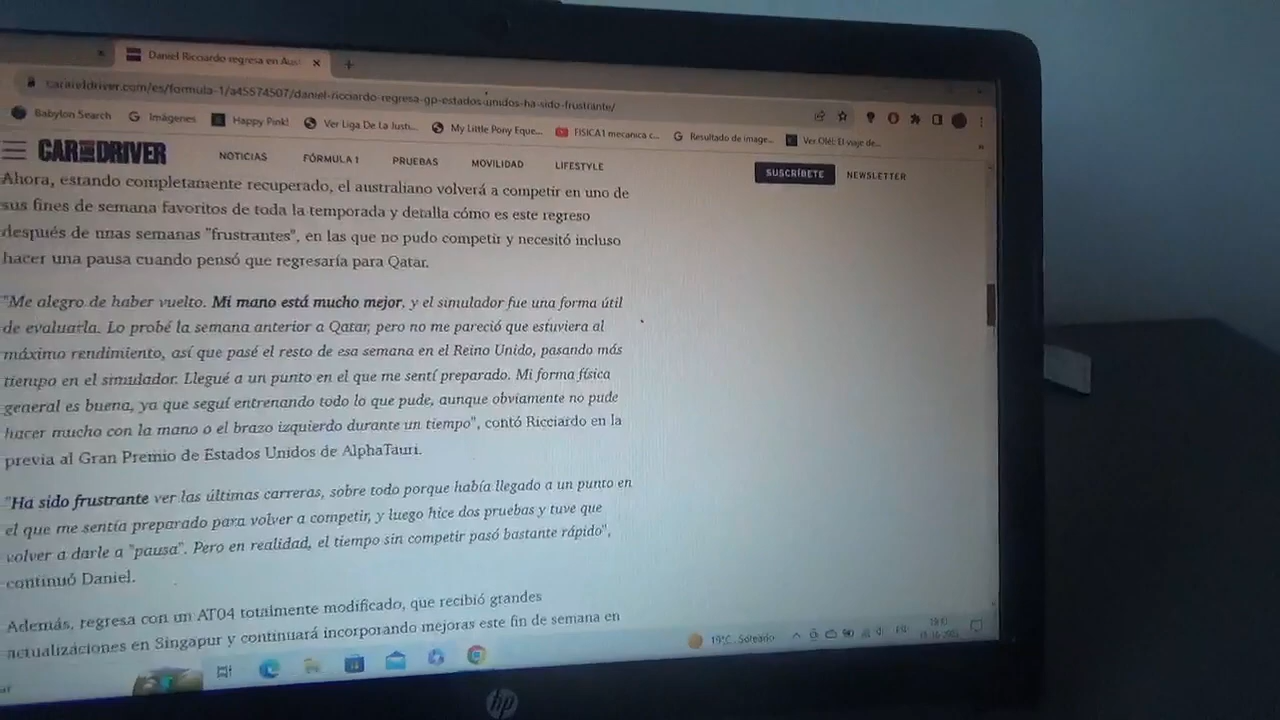 Daniel Ricciardo regresa en Aus
caranddriver.com/es/formula-1/a45574507/daniel-ricciardo-regresa-gp-estados-unidos-ha-sido-frustrante/
Babylon Search Imágenes Happy Pink! Ver Liga De La Justi... My Little Pony Eque... FISICA1 mecanica c... Resultado de image... Ver Olé! El viaje de...
CAR AND DRIVER NOTICIAS FÓRMULA 1 PRUEBAS MOVILIDAD LIFESTYLE SUSCRÍBETE NEWSLETTER
Ahora, estando completamente recuperado, el australiano volverá a competir en uno de
sus fines de semana favoritos de toda la temporada y detalla cómo es este regreso
después de unas semanas "frustrantes", en las que no pudo competir y necesitó incluso
hacer una pausa cuando pensó que regresaría para Qatar.
"Me alegro de haber vuelto. Mi mano está mucho mejor, y el simulador fue una forma útil
de evaluarla. Lo probé la semana anterior a Qatar, pero no me pareció que estuviera al
máximo rendimiento, así que pasé el resto de esa semana en el Reino Unido, pasando más
tiempo en el simulador. Llegué a un punto en el que me sentí preparado. Mi forma física
general es buena, ya que seguí entrenando todo lo que pude, aunque obviamente no pude
hacer mucho con la mano o el brazo izquierdo durante un tiempo", contó Ricciardo en la
previa al Gran Premio de Estados Unidos de AlphaTauri.
"Ha sido frustrante ver las últimas carreras, sobre todo porque había llegado a un punto en
el que me sentía preparado para volver a competir, y luego hice dos pruebas y tuve que
volver a darle a "pausa". Pero en realidad, el tiempo sin competir pasó bastante rápido",
continuó Daniel.
Además, regresa con un AT04 totalmente modificado, que recibió grandes
actualizaciones en Singapur y continuará incorporando mejoras este fin de semana en
19°C Soleado
hp